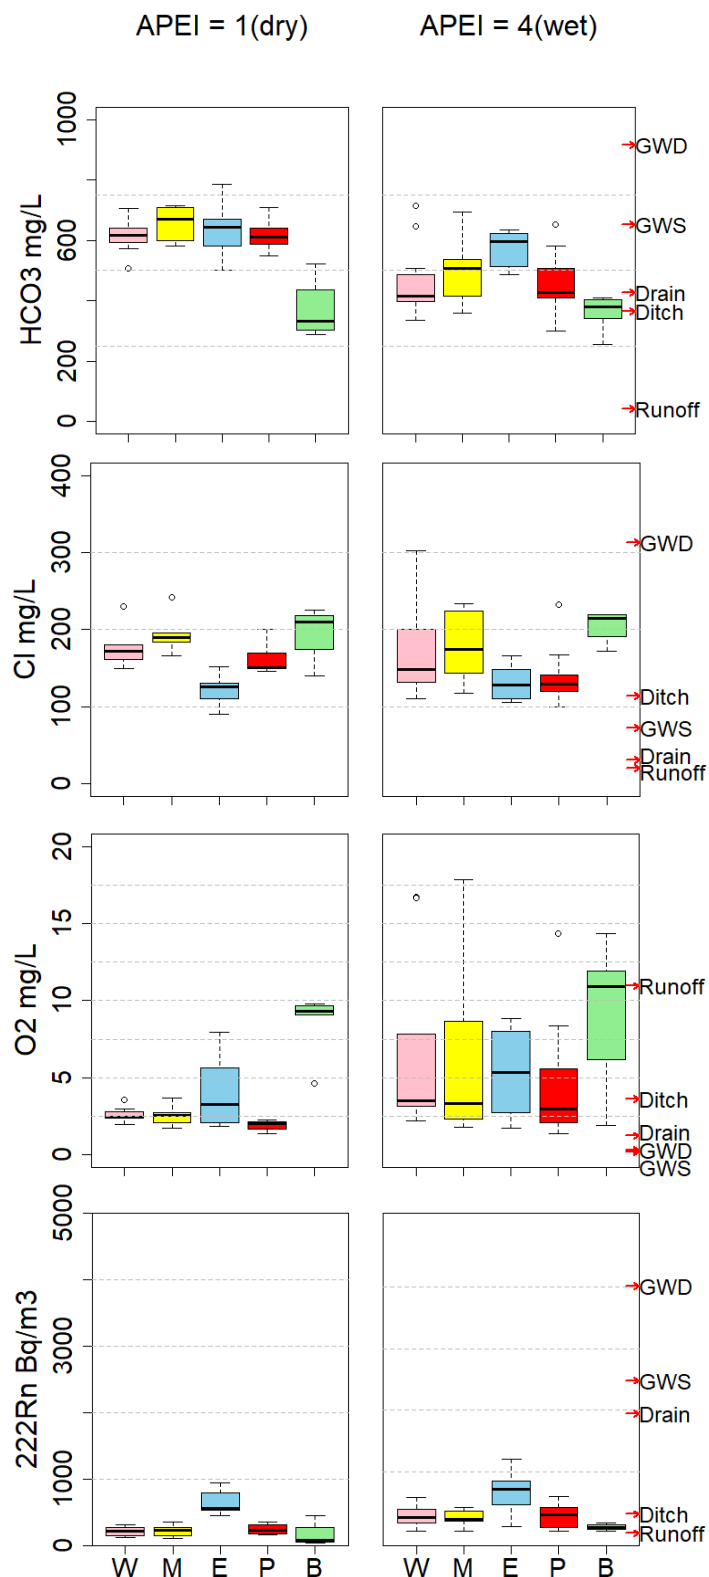 APEI = 1(dry) APEI = 4(wet)
HCO3 mg/L
1000
600
200
0
GWD
GWS
Drain
Ditch
Runoff
Cl mg/L
400
300
200
100
0
GWD
Ditch
GWS
Drain
Runoff
O2 mg/L
20
15
10
5
0
Runoff
Ditch
Drain
GWD
GWS
222Rn Bq/m3
5000
3000
1000
0
GWD
GWS
Drain
Ditch
Runoff
W M E P B W M E P B